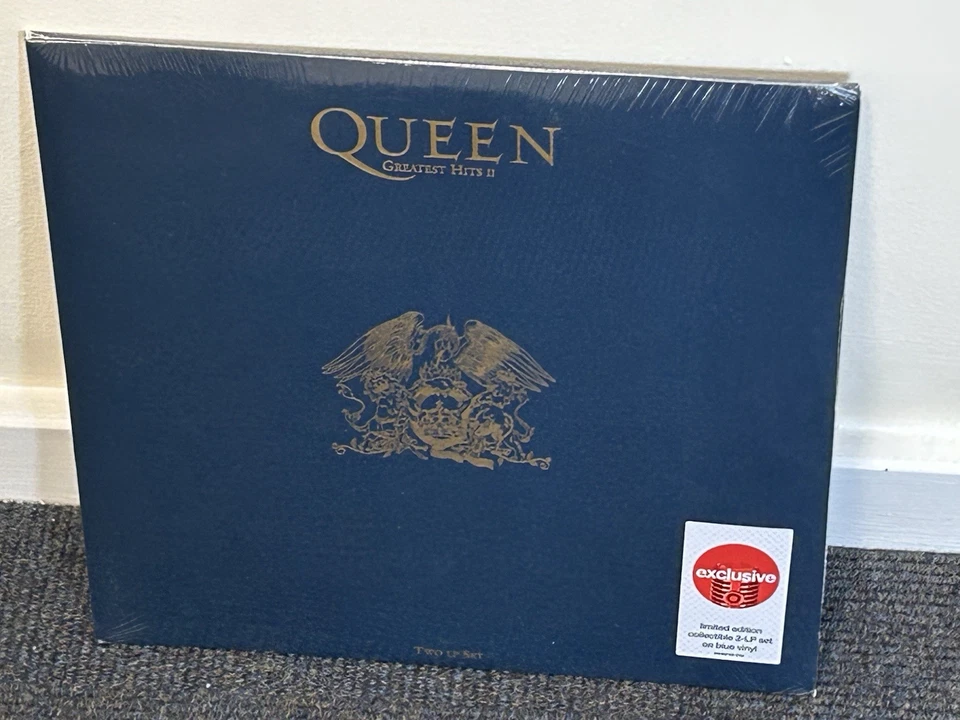 QUEEN
GREATEST HITS II
TWO LP SET
exclusive
limited edition
collectible 2-LP set
on blue vinyl